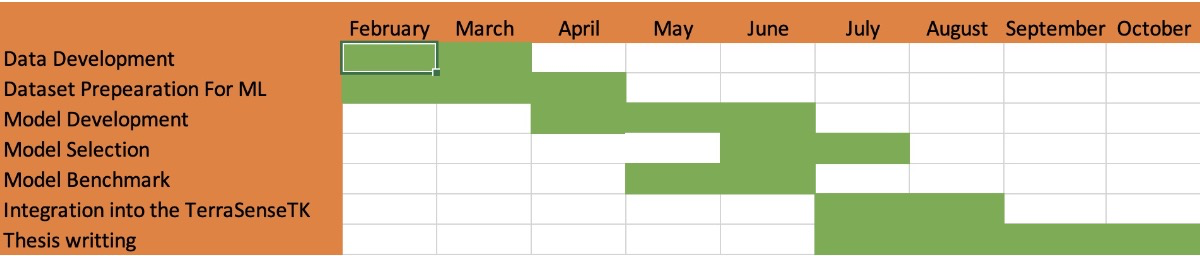 February March April May June July August September October
Data Development
Dataset Prepearation For ML
Model Development
Model Selection
Model Benchmark
Integration into the TerraSenseTK
Thesis writting